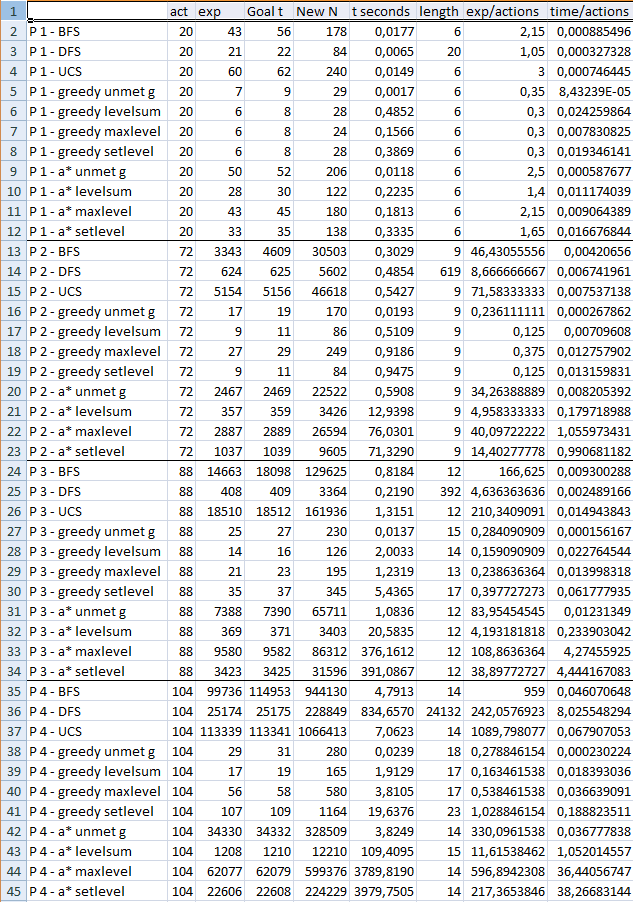 1 act exp Goal t New N t seconds length exp/actions time/actions
2 P 1 - BFS 20 43 56 178 0,0177 6 2,15 0,000885496
3 P 1 - DFS 20 21 22 84 0,0065 20 1,05 0,000327328
4 P 1 - UCS 20 60 62 240 0,0149 6 3 0,000746445
5 P 1 - greedy unmet g 20 7 9 29 0,0017 6 0,35 8,43239E-05
6 P 1 - greedy levelsum 20 6 8 28 0,4852 6 0,3 0,024259864
7 P 1 - greedy maxlevel 20 6 8 24 0,1566 6 0,3 0,007830825
8 P 1 - greedy setlevel 20 6 8 28 0,3869 6 0,3 0,019346141
9 P 1 - a* unmet g 20 50 52 206 0,0118 6 2,5 0,000587677
10 P 1 - a* levelsum 20 28 30 122 0,2235 6 1,4 0,011174039
11 P 1 - a* maxlevel 20 43 45 180 0,1813 6 2,15 0,009064389
12 P 1 - a* setlevel 20 33 35 138 0,3335 6 1,65 0,016676844
13 P 2 - BFS 72 3343 4609 30503 0,3029 9 46,43055556 0,00420656
14 P 2 - DFS 72 624 625 5602 0,4854 619 8,666666667 0,006741961
15 P 2 - UCS 72 5154 5156 46618 0,5427 9 71,58333333 0,007537138
16 P 2 - greedy unmet g 72 17 19 170 0,0193 9 0,236111111 0,000267862
17 P 2 - greedy levelsum 72 9 11 86 0,5109 9 0,125 0,00709608
18 P 2 - greedy maxlevel 72 27 29 249 0,9186 9 0,375 0,012757902
19 P 2 - greedy setlevel 72 9 11 84 0,9475 9 0,125 0,013159831
20 P 2 - a* unmet g 72 2467 2469 22522 0,5908 9 34,26388889 0,008205392
21 P 2 - a* levelsum 72 357 359 3426 12,9398 9 4,958333333 0,179718988
22 P 2 - a* maxlevel 72 2887 2889 26594 76,0301 9 40,09722222 1,055973431
23 P 2 - a* setlevel 72 1037 1039 9605 71,3290 9 14,40277778 0,990681182
24 P 3 - BFS 88 14663 18098 129625 0,8184 12 166,625 0,009300288
25 P 3 - DFS 88 408 409 3364 0,2190 392 4,636363636 0,002489166
26 P 3 - UCS 88 18510 18512 161936 1,3151 12 210,3409091 0,014943843
27 P 3 - greedy unmet g 88 25 27 230 0,0137 15 0,284090909 0,000156167
28 P 3 - greedy levelsum 88 14 16 126 2,0033 14 0,159090909 0,022764544
29 P 3 - greedy maxlevel 88 21 23 195 1,2319 13 0,238636364 0,013998318
30 P 3 - greedy setlevel 88 35 37 345 5,4365 17 0,397727273 0,061777935
31 P 3 - a* unmet g 88 7388 7390 65711 1,0836 12 83,95454545 0,01231349
32 P 3 - a* levelsum 88 369 371 3403 20,5835 12 4,193181818 0,233903042
33 P 3 - a* maxlevel 88 9580 9582 86312 376,1612 12 108,8636364 4,27455925
34 P 3 - a* setlevel 88 3423 3425 31596 391,0867 12 38,89772727 4,444167083
35 P 4 - BFS 104 99736 114953 944130 4,7913 14 959 0,046070648
36 P 4 - DFS 104 25174 25175 228849 834,6570 24132 242,0576923 8,025548294
37 P 4 - UCS 104 113339 113341 1066413 7,0623 14 1089,798077 0,067907053
38 P 4 - greedy unmet g 104 29 31 280 0,0239 18 0,278846154 0,000230224
39 P 4 - greedy levelsum 104 17 19 165 1,9129 17 0,163461538 0,018393036
40 P 4 - greedy maxlevel 104 56 58 580 3,8105 17 0,538461538 0,036639091
41 P 4 - greedy setlevel 104 107 109 1164 19,6376 23 1,028846154 0,188823511
42 P 4 - a* unmet g 104 34330 34332 328509 3,8249 14 330,0961538 0,036777838
43 P 4 - a* levelsum 104 1208 1210 12210 109,4095 15 11,61538462 1,052014557
44 P 4 - a* maxlevel 104 62077 62079 599376 3789,8190 14 596,8942308 36,44056747
45 P 4 - a* setlevel 104 22606 22608 224229 3979,7505 14 217,3653846 38,26683144